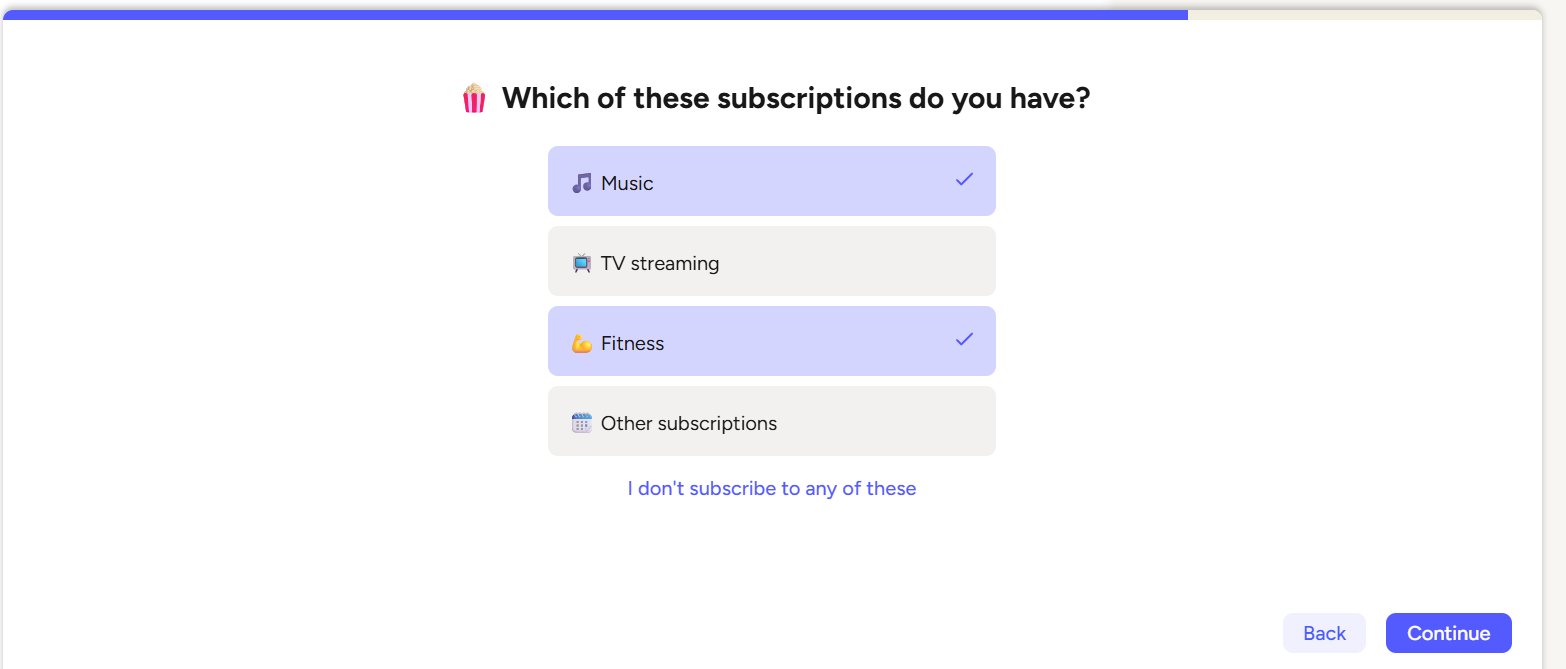 Which of these subscriptions do you have?
Music
TV streaming
Fitness
Other subscriptions
I don't subscribe to any of these
Back
Continue